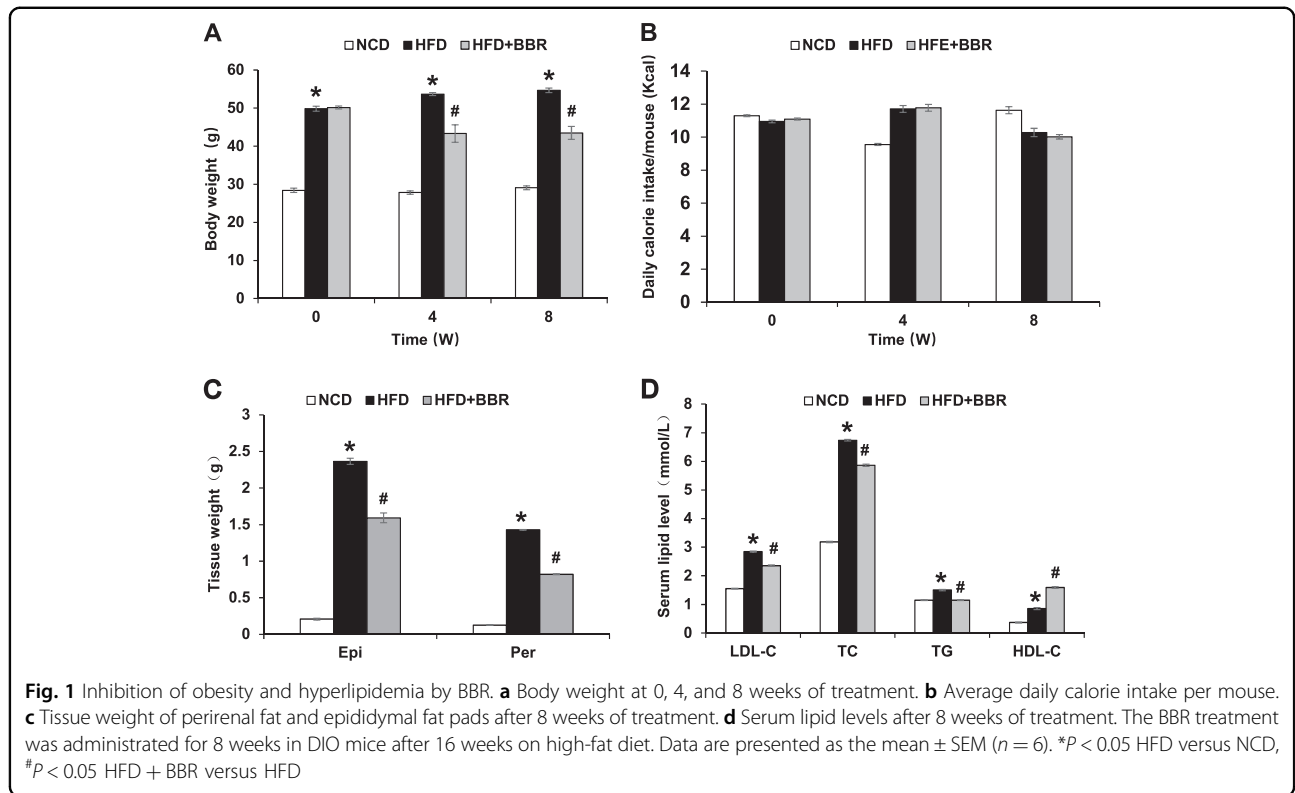 A
NCD HFD HFD+BBR
60
50
40
30
20
10
0
Body weight (g)
* * *
# #
0 4 8
Time (W)
B
NCD HFD HFE+BBR
14
12
10
8
6
4
2
0
Daily calorie intake/mouse (Kcal)
0 4 8
Time (W)
C
NCD HFD HFD+BBR
3
2.5
2
1.5
1
0.5
0
Tissue weight (g)
* *
# #
Epi Per
D
NCD HFD HFD+BBR
8
7
6
5
4
3
2
1
0
Serum lipid level (mmol/L)
* * * *
# # # #
LDL-C TC TG HDL-C
Fig. 1 Inhibition of obesity and hyperlipidemia by BBR. a Body weight at 0, 4, and 8 weeks of treatment. b Average daily calorie intake per mouse.
c Tissue weight of perirenal fat and epididymal fat pads after 8 weeks of treatment. d Serum lipid levels after 8 weeks of treatment. The BBR treatment
was administrated for 8 weeks in DIO mice after 16 weeks on high-fat diet. Data are presented as the mean ± SEM (n = 6). *P < 0.05 HFD versus NCD,
#P < 0.05 HFD + BBR versus HFD